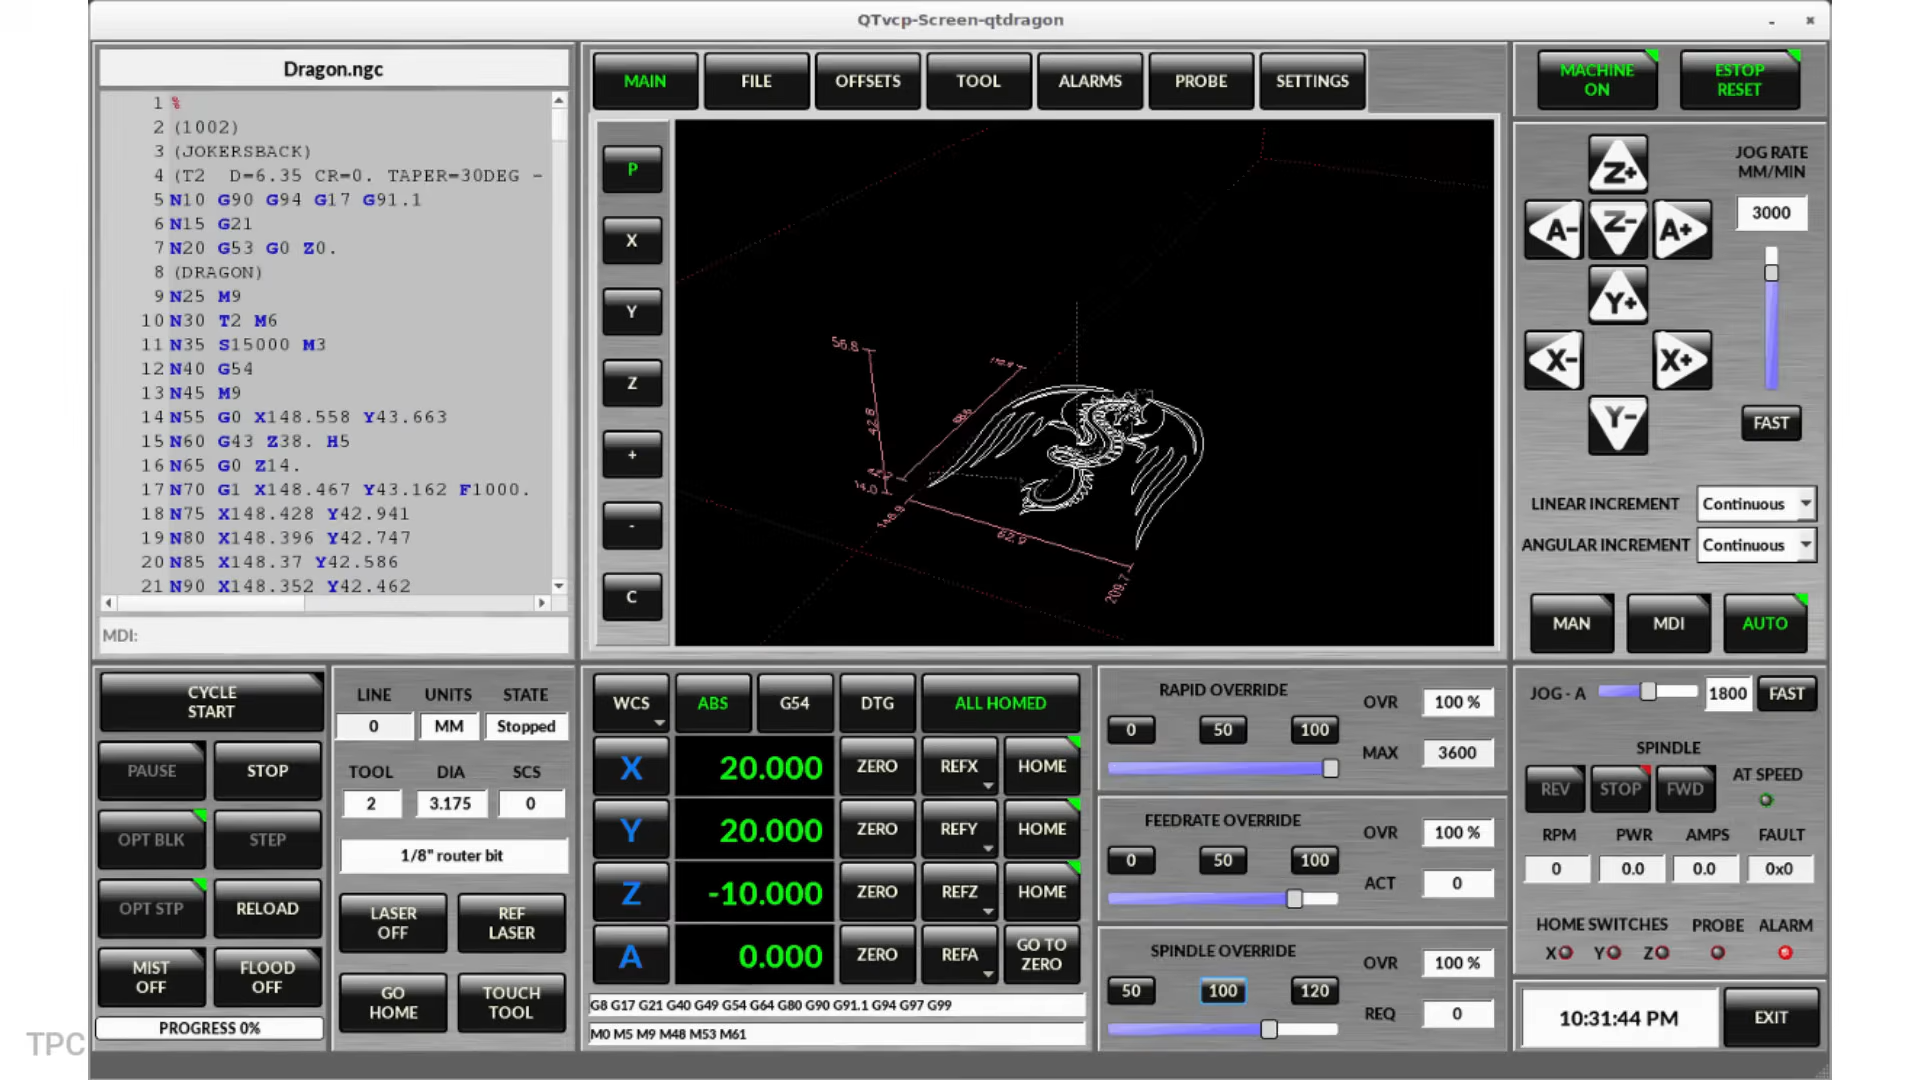 QTvcp-Screen-qtdragon
Dragon.ngc
1 %
2 (1002)
3 (JOKERSBACK)
4 (T2 D=6.35 CR=0. TAPER=30DEG -
5 N10 G90 G94 G17 G91.1
6 N15 G21
7 N20 G53 G0 Z0.
8 (DRAGON)
9 N25 M9
10 N30 T2 M6
11 N35 S15000 M3
12 N40 G54
13 N45 M9
14 N55 G0 X148.558 Y43.663
15 N60 G43 Z38. H5
16 N65 G0 Z14.
17 N70 G1 X148.467 Y43.162 F1000.
18 N75 X148.428 Y42.941
19 N80 X148.396 Y42.747
20 N85 X148.37 Y42.586
21 N90 X148.352 Y42.462
MDI:
MAIN FILE OFFSETS TOOL ALARMS PROBE SETTINGS
P
X
Y
Z
+
-
C
56.8
42.8
14.0
148.9
62.9
209.7
MACHINE
ON
ESTOP
RESET
JOG RATE
MM/MIN
3000
Z+
A- Z- A+
Y+
X- X+
Y-
FAST
LINEAR INCREMENT Continuous
ANGULAR INCREMENT Continuous
MAN MDI AUTO
CYCLE
START
PAUSE STOP
OPT BLK STEP
OPT STP RELOAD
MIST
OFF
FLOOD
OFF
PROGRESS 0%
LINE UNITS STATE
0 MM Stopped
TOOL DIA SCS
2 3.175 0
1/8" router bit
LASER
OFF
REF
LASER
GO
HOME
TOUCH
TOOL
WCS ABS G54 DTG ALL HOMED
X 20.000 ZERO REFX HOME
Y 20.000 ZERO REFY HOME
Z -10.000 ZERO REFZ HOME
A 0.000 ZERO REFA GO TO
ZERO
G8 G17 G21 G40 G49 G54 G64 G80 G90 G91.1 G94 G97 G99
M0 M5 M9 M48 M53 M61
RAPID OVERRIDE OVR 100 %
0 50 100
MAX 3600
FEEDRATE OVERRIDE OVR 100 %
0 50 100
ACT 0
SPINDLE OVERRIDE OVR 100 %
50 100 120
REQ 0
JOG - A 1800 FAST
SPINDLE
REV STOP FWD AT SPEED
RPM PWR AMPS FAULT
0 0.0 0.0 0x0
HOME SWITCHES PROBE ALARM
X Y Z
10:31:44 PM EXIT
TPC